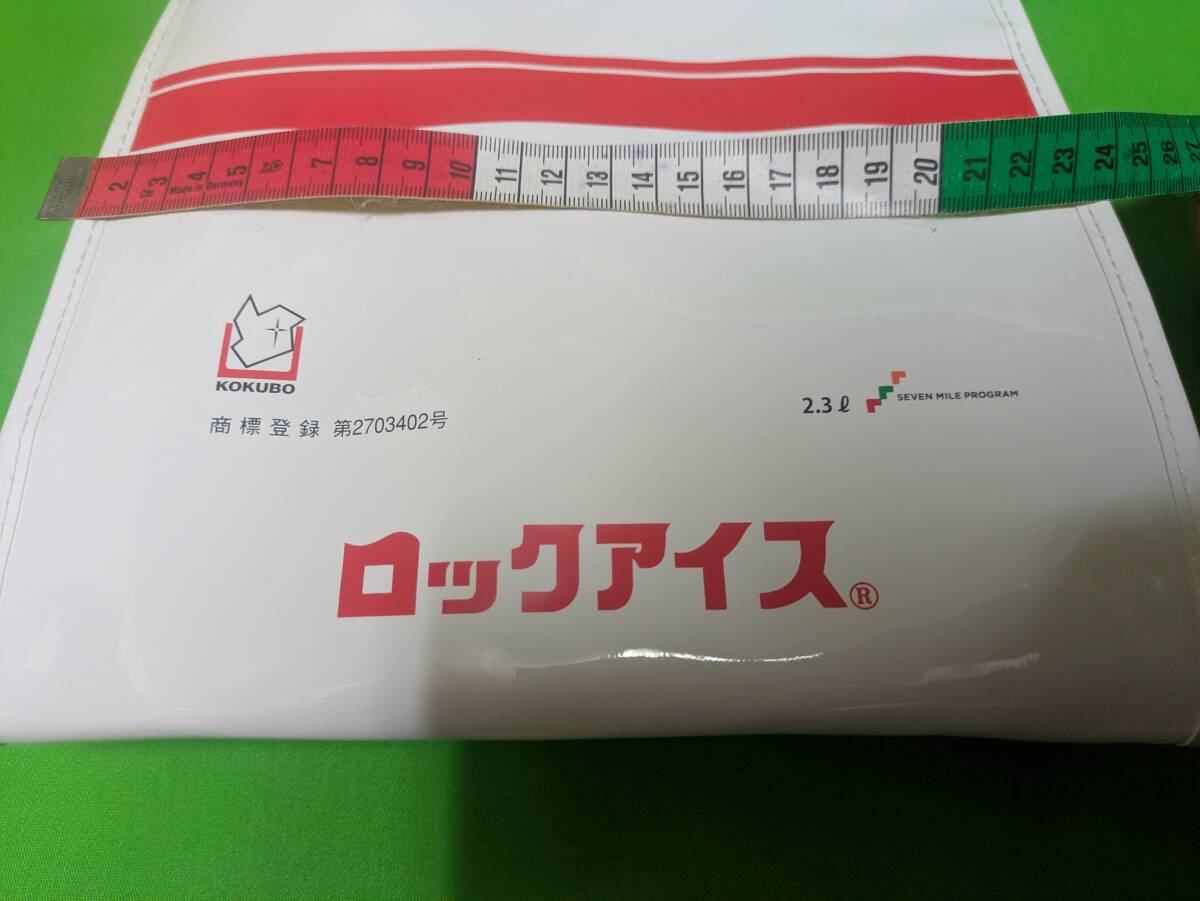 2 3 4 5 6 7 8 9 10 11 12 13 14 15 16 17 18 19 20 21 22 23 24 25 26 27
Made in Germany
KOKUBO
商標登録 第2703402号
2.3ℓ SEVEN MILE PROGRAM
ロックアイス®